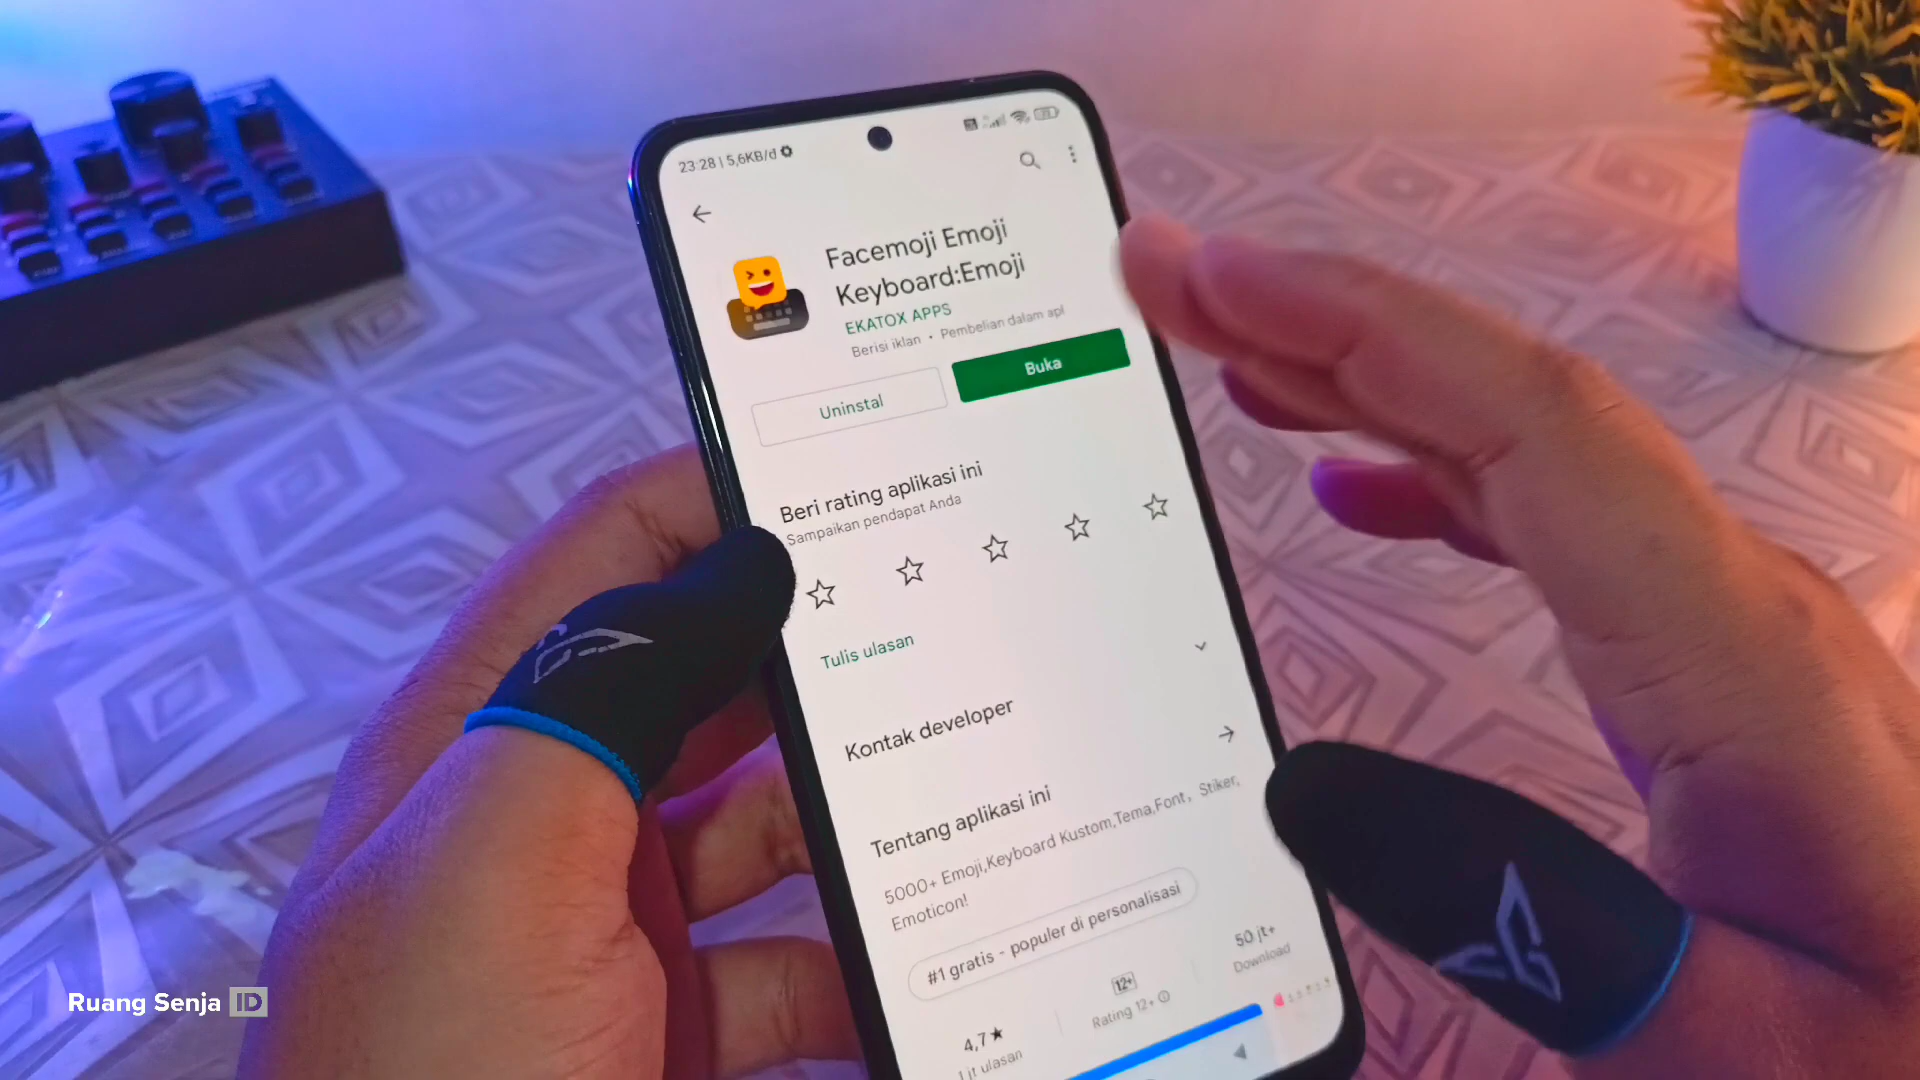 23:28 | 5,6KB/d
Facemoji Emoji
Keyboard:Emoji
EKATOX APPS
Berisi iklan • Pembelian dalam apl
Uninstal
Buka
Beri rating aplikasi ini
Sampaikan pendapat Anda
Tulis ulasan
Kontak developer
Tentang aplikasi ini
5000+ Emoji,Keyboard Kustom,Tema,Font, Stiker,
Emoticon!
#1 gratis - populer di personalisasi
4,7★
1 jt ulasan
12+
Rating 12+
50 jt+
Download
Ruang Senja ID